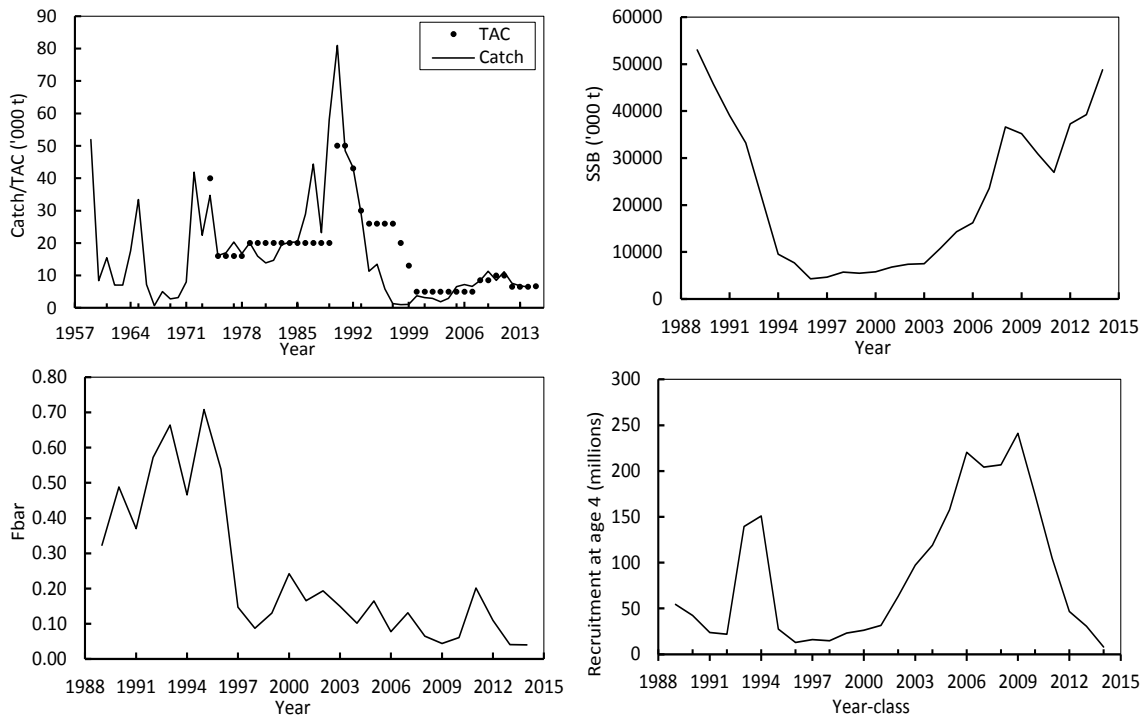 90
80
70
60
50
40
30
20
10
0
Catch/TAC ('000 t)
TAC
Catch
1957 1964 1971 1978 1985 1992 1999 2006 2013
Year
60000
50000
40000
30000
20000
10000
0
SSB ('000 t)
1988 1991 1994 1997 2000 2003 2006 2009 2012 2015
Year
0.80
0.70
0.60
0.50
0.40
0.30
0.20
0.10
0.00
Fbar
1988 1991 1994 1997 2000 2003 2006 2009 2012 2015
Year
300
250
200
150
100
50
0
Recruitment at age 4 (millions)
1988 1991 1994 1997 2000 2003 2006 2009 2012 2015
Year-class